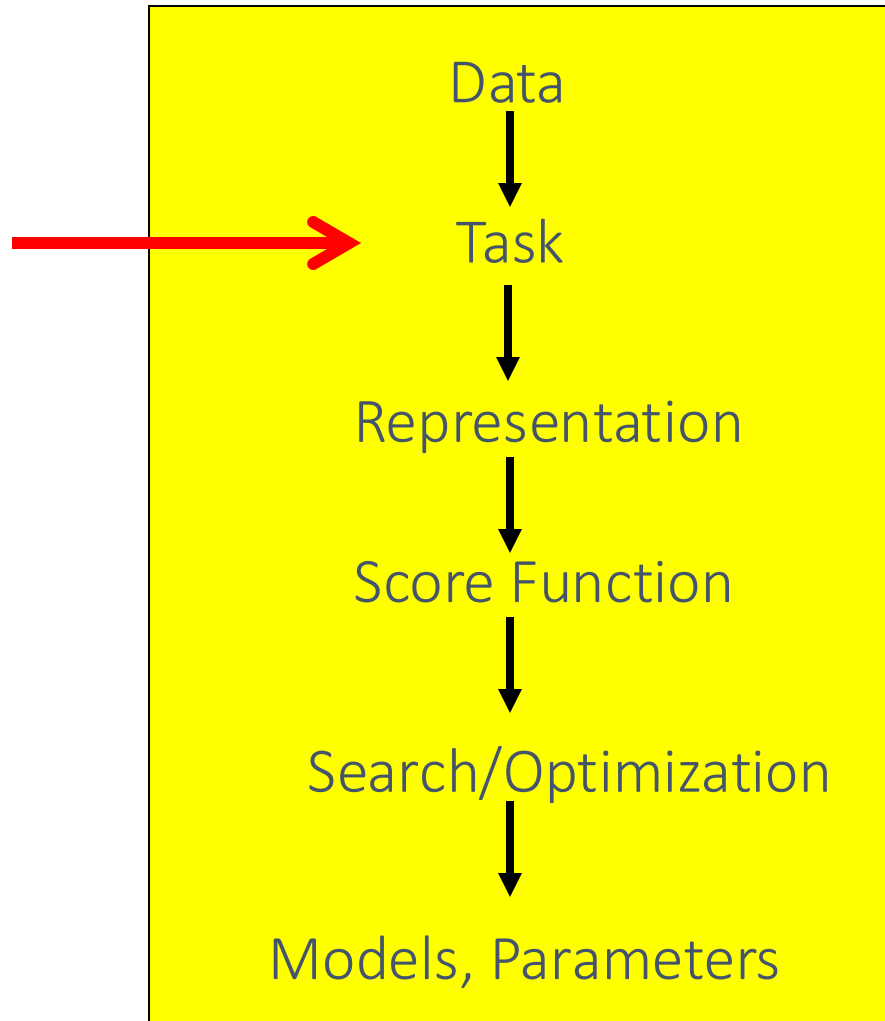 Data
Task
Representation
Score Function
Search/Optimization
Models, Parameters